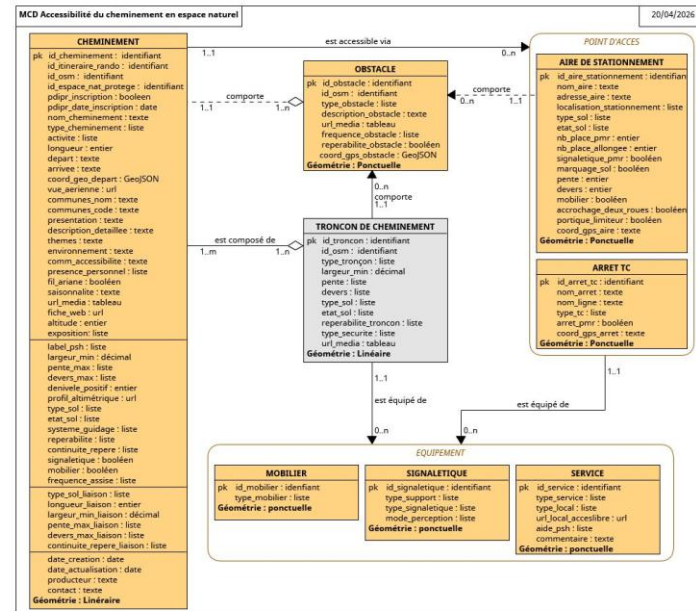 MCD Accessibilité du cheminement en espace naturel
20/04/2026
CHEMINEMENT
pk id_cheminement : identifiant
id_itineraire_rando : identifiant
id_osm : identifiant
id_espace_nat_protege : identifiant
pdipr_inscription : booleen
pdipr_date_inscription : date
nom_cheminement : texte
type_cheminement : liste
activite : liste
longueur : entier
depart : texte
arrivee : texte
coord_geo_depart : GeoJSON
vue_aerienne : url
communes_nom : texte
communes_code : texte
presentation : texte
description_detaillee : texte
themes : texte
environnement : texte
comm_accessibilite : texte
presence_personnel : liste
fil_ariane : booléen
saisonnalite : texte
url_media : tableau
fiche_web : url
altitude : entier
exposition: liste
label_psh : liste
largeur_min : décimal
pente_max : liste
devers_max : liste
denivele_positif : entier
profil_altimétrique : url
type_sol : liste
etat_sol : liste
systeme_guidage : liste
reperabilite : liste
continuite_repere : liste
signaletique : booléen
mobilier : booléen
frequence_assise : liste
type_sol_liaison : liste
longueur_liaison : entier
largeur_min_liaison : décimal
pente_max_liaison : liste
devers_max_liaison : liste
continuite_repere_liaison : liste
date_creation : date
date_actualisation : date
producteur : texte
contact : texte
Géométrie : Linéraire
est accessible via
1..1
0..n
comporte
1..1
1..n
OBSTACLE
pk id_obstacle : identifiant
id_osm : identifiant
type_obstacle : liste
description_obstacle : texte
url_media : tableau
frequence_obstacle : liste
reperabilite_obstacle : booléen
coord_gps_obstacle : GeoJSON
Géométrie : Ponctuelle
comporte
0..n
1..1
0..n
comporte
1..1
est composé de
1..m
1..n
TRONCON DE CHEMINEMENT
pk id_troncon : identifiant
id_osm : identifiant
type_tronçon : liste
largeur_min : décimal
pente : liste
devers : liste
type_sol : liste
etat_sol : liste
reperabilite_troncon : liste
type_securite : liste
url_media : tableau
Géométrie : Linéaire
POINT D'ACCES
AIRE DE STATIONNEMENT
pk id_aire_stationnement : identifian
nom_aire : texte
adresse_aire : texte
localisation_stationnement : liste
type_sol : liste
etat_sol : liste
nb_place_pmr : entier
nb_place_allongee : entier
signaletique_pmr : booléen
marquage_sol : booléen
pente : entier
devers : entier
mobilier : booléen
accrochage_deux_roues : booléen
portique_limiteur : booléen
coord_gps_aire : texte
Géométrie : Ponctuelle
ARRET TC
pk id_arret_tc : identifiant
nom_arret : texte
nom_ligne : texte
type_tc : liste
arret_pmr : booléen
coord_gps_arret : texte
Géométrie : Ponctuelle
1..1
est équipé de
0..n
1..1
est équipé de
0..n
EQUIPEMENT
MOBILIER
pk id_mobilier : idenfiant
type_mobilier : liste
Géométrie : ponctuelle
SIGNALETIQUE
pk id_signaletique : identifiant
type_support : liste
type_signaletique : liste
mode_perception : liste
Géométrie : ponctuelle
SERVICE
pk id_service : identifiant
type_service : liste
type_local : liste
url_local_acceslibre : url
aide_psh : liste
commentaire : texte
Géométrie : ponctuelle